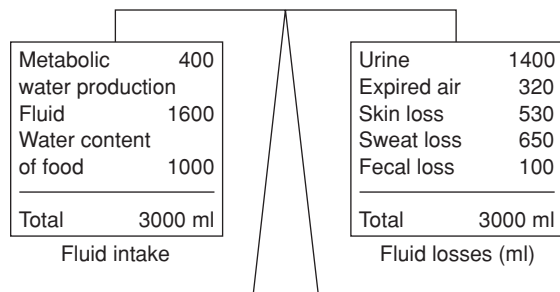 Metabolic 400
water production
Fluid 1600
Water content
of food 1000
Total 3000 ml
Fluid intake
Urine 1400
Expired air 320
Skin loss 530
Sweat loss 650
Fecal loss 100
Total 3000 ml
Fluid losses (ml)